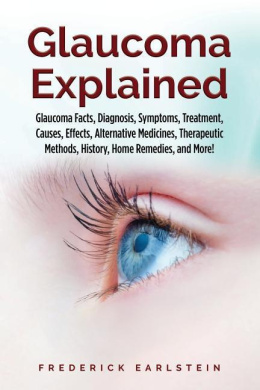 Glaucoma
Explained
Glaucoma Facts, Diagnosis, Symptoms, Treatment,
Causes, Effects, Alternative Medicines, Therapeutic
Methods, History, Home Remedies, and More!
FREDERICK EARLSTEIN